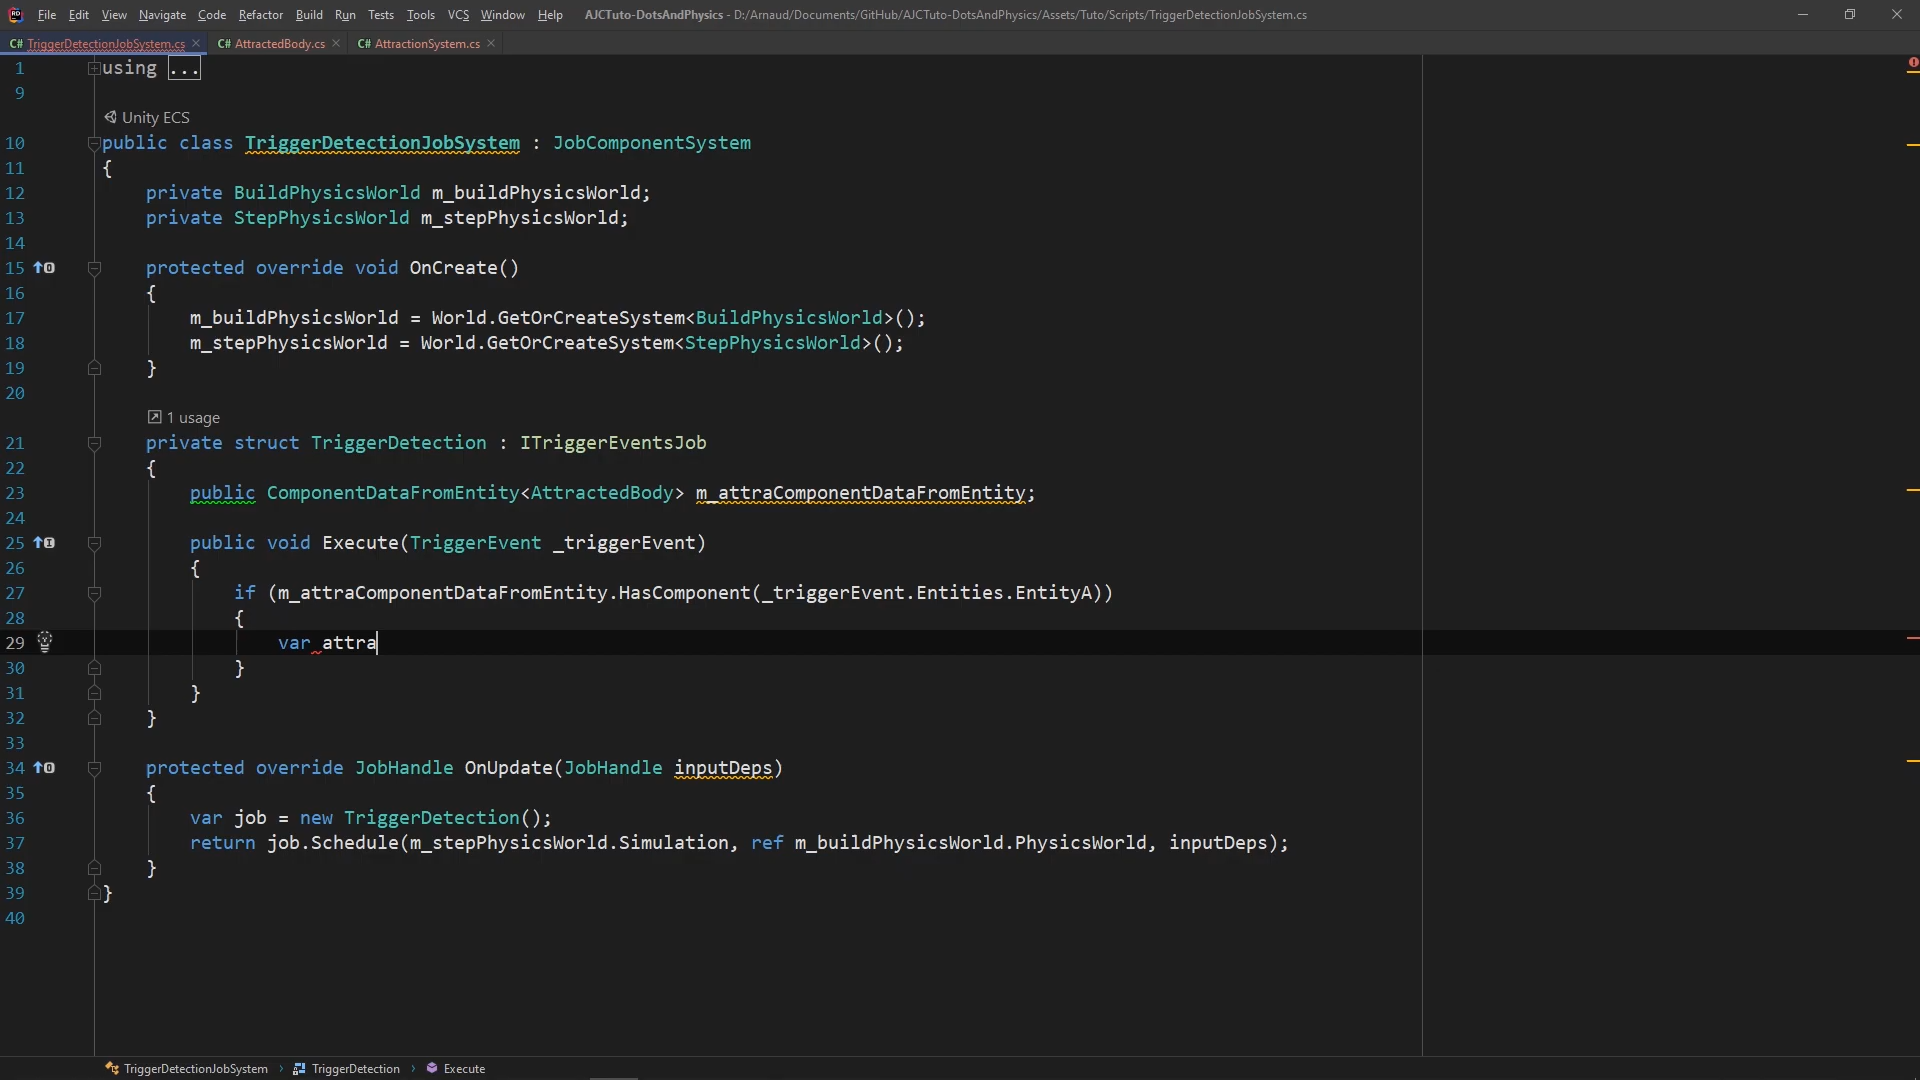 File Edit View Navigate Code Refactor Build Run Tests Tools VCS Window Help AJCTuto-DotsAndPhysics - D:/Arnaud/Documents/GitHub/AJCTuto-DotsAndPhysics/Assets/Tuto/Scripts/TriggerDetectionJobSystem.cs
C# TriggerDetectionJobSystem.cs C# AttractedBody.cs C# AttractionSystem.cs
1 using ...
9
Unity ECS
10 public class TriggerDetectionJobSystem : JobComponentSystem
11 {
12 private BuildPhysicsWorld m_buildPhysicsWorld;
13 private StepPhysicsWorld m_stepPhysicsWorld;
14
15 protected override void OnCreate()
16 {
17 m_buildPhysicsWorld = World.GetOrCreateSystem<BuildPhysicsWorld>();
18 m_stepPhysicsWorld = World.GetOrCreateSystem<StepPhysicsWorld>();
19 }
20
1 usage
21 private struct TriggerDetection : ITriggerEventsJob
22 {
23 public ComponentDataFromEntity<AttractedBody> m_attraComponentDataFromEntity;
24
25 public void Execute(TriggerEvent _triggerEvent)
26 {
27 if (m_attraComponentDataFromEntity.HasComponent(_triggerEvent.Entities.EntityA))
28 {
29 var attra
30 }
31 }
32 }
33
34 protected override JobHandle OnUpdate(JobHandle inputDeps)
35 {
36 var job = new TriggerDetection();
37 return job.Schedule(m_stepPhysicsWorld.Simulation, ref m_buildPhysicsWorld.PhysicsWorld, inputDeps);
38 }
39 }
40
TriggerDetectionJobSystem › TriggerDetection › Execute